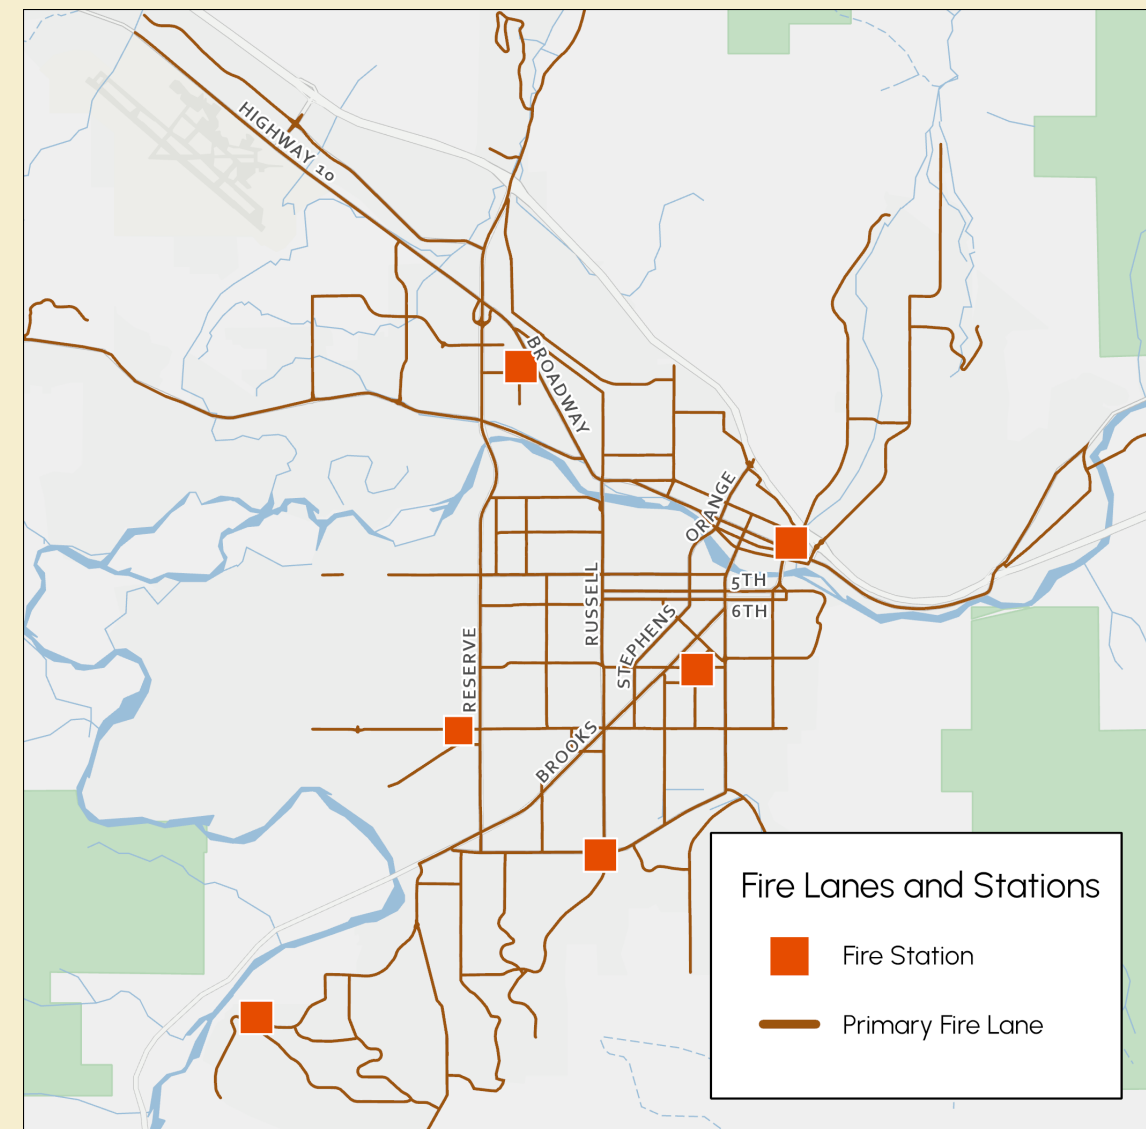 HIGHWAY 10
BROADWAY
ORANGE
5TH
6TH
RUSSELL
STEPHENS
RESERVE
BROOKS
Fire Lanes and Stations
Fire Station
Primary Fire Lane